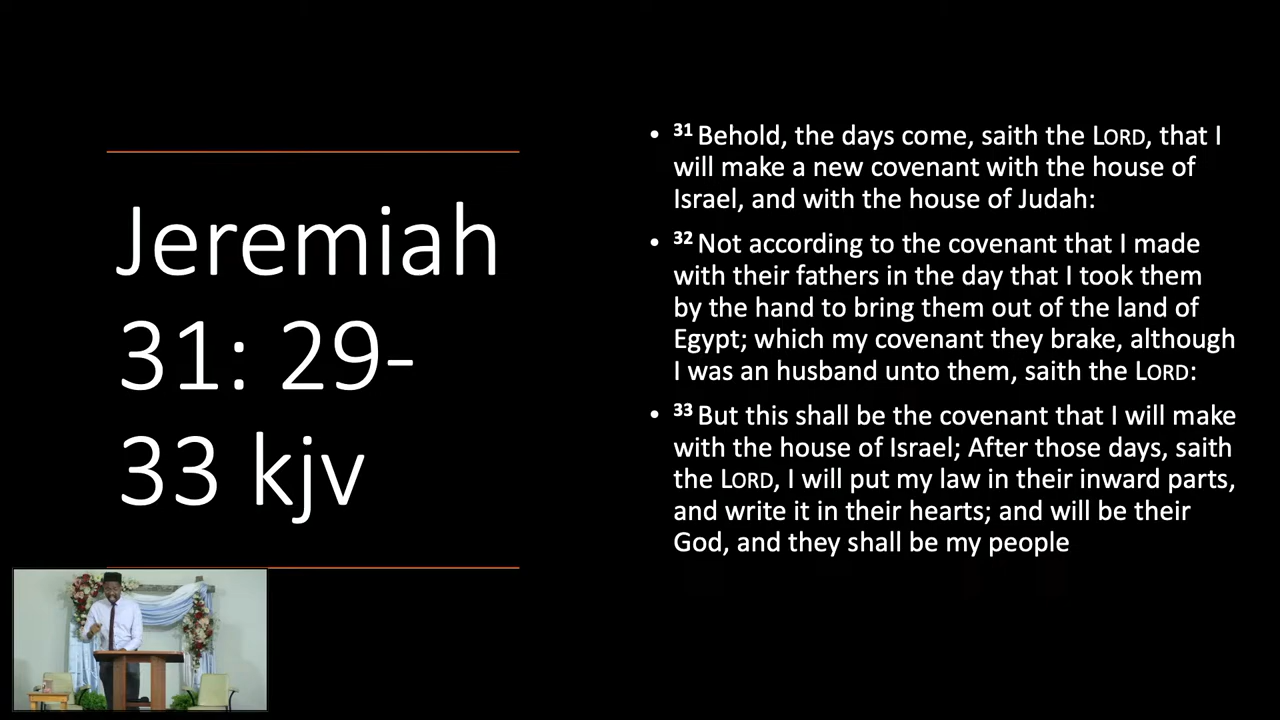 Jeremiah
31: 29-
33 kjv
• 31 Behold, the days come, saith the LORD, that I
will make a new covenant with the house of
Israel, and with the house of Judah:
• 32 Not according to the covenant that I made
with their fathers in the day that I took them
by the hand to bring them out of the land of
Egypt; which my covenant they brake, although
I was an husband unto them, saith the LORD:
• 33 But this shall be the covenant that I will make
with the house of Israel; After those days, saith
the LORD, I will put my law in their inward parts,
and write it in their hearts; and will be their
God, and they shall be my people